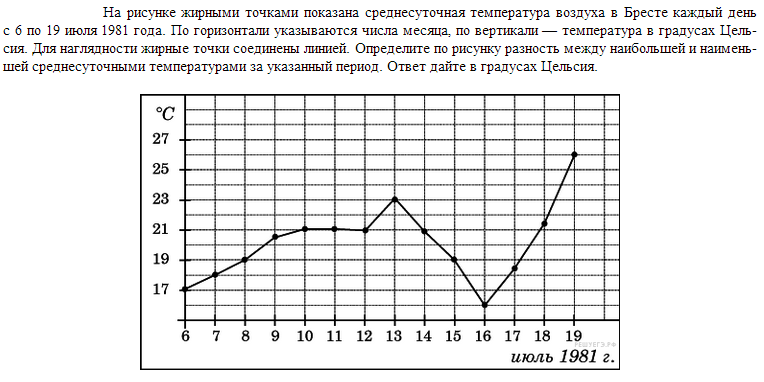 На рисунке жирными точками показана среднесуточная температура воздуха в Бресте каждый день
с 6 по 19 июля 1981 года. По горизонтали указываются числа месяца, по вертикали — температура в градусах Цель-
сия. Для наглядности жирные точки соединены линией. Определите по рисунку разность между наибольшей и наимень-
шей среднесуточными температурами за указанный период. Ответ дайте в градусах Цельсия.
°C
27
25
23
21
19
17
6 7 8 9 10 11 12 13 14 15 16 17 18 19
РЕШУЕГЭ.РФ
июль 1981 г.